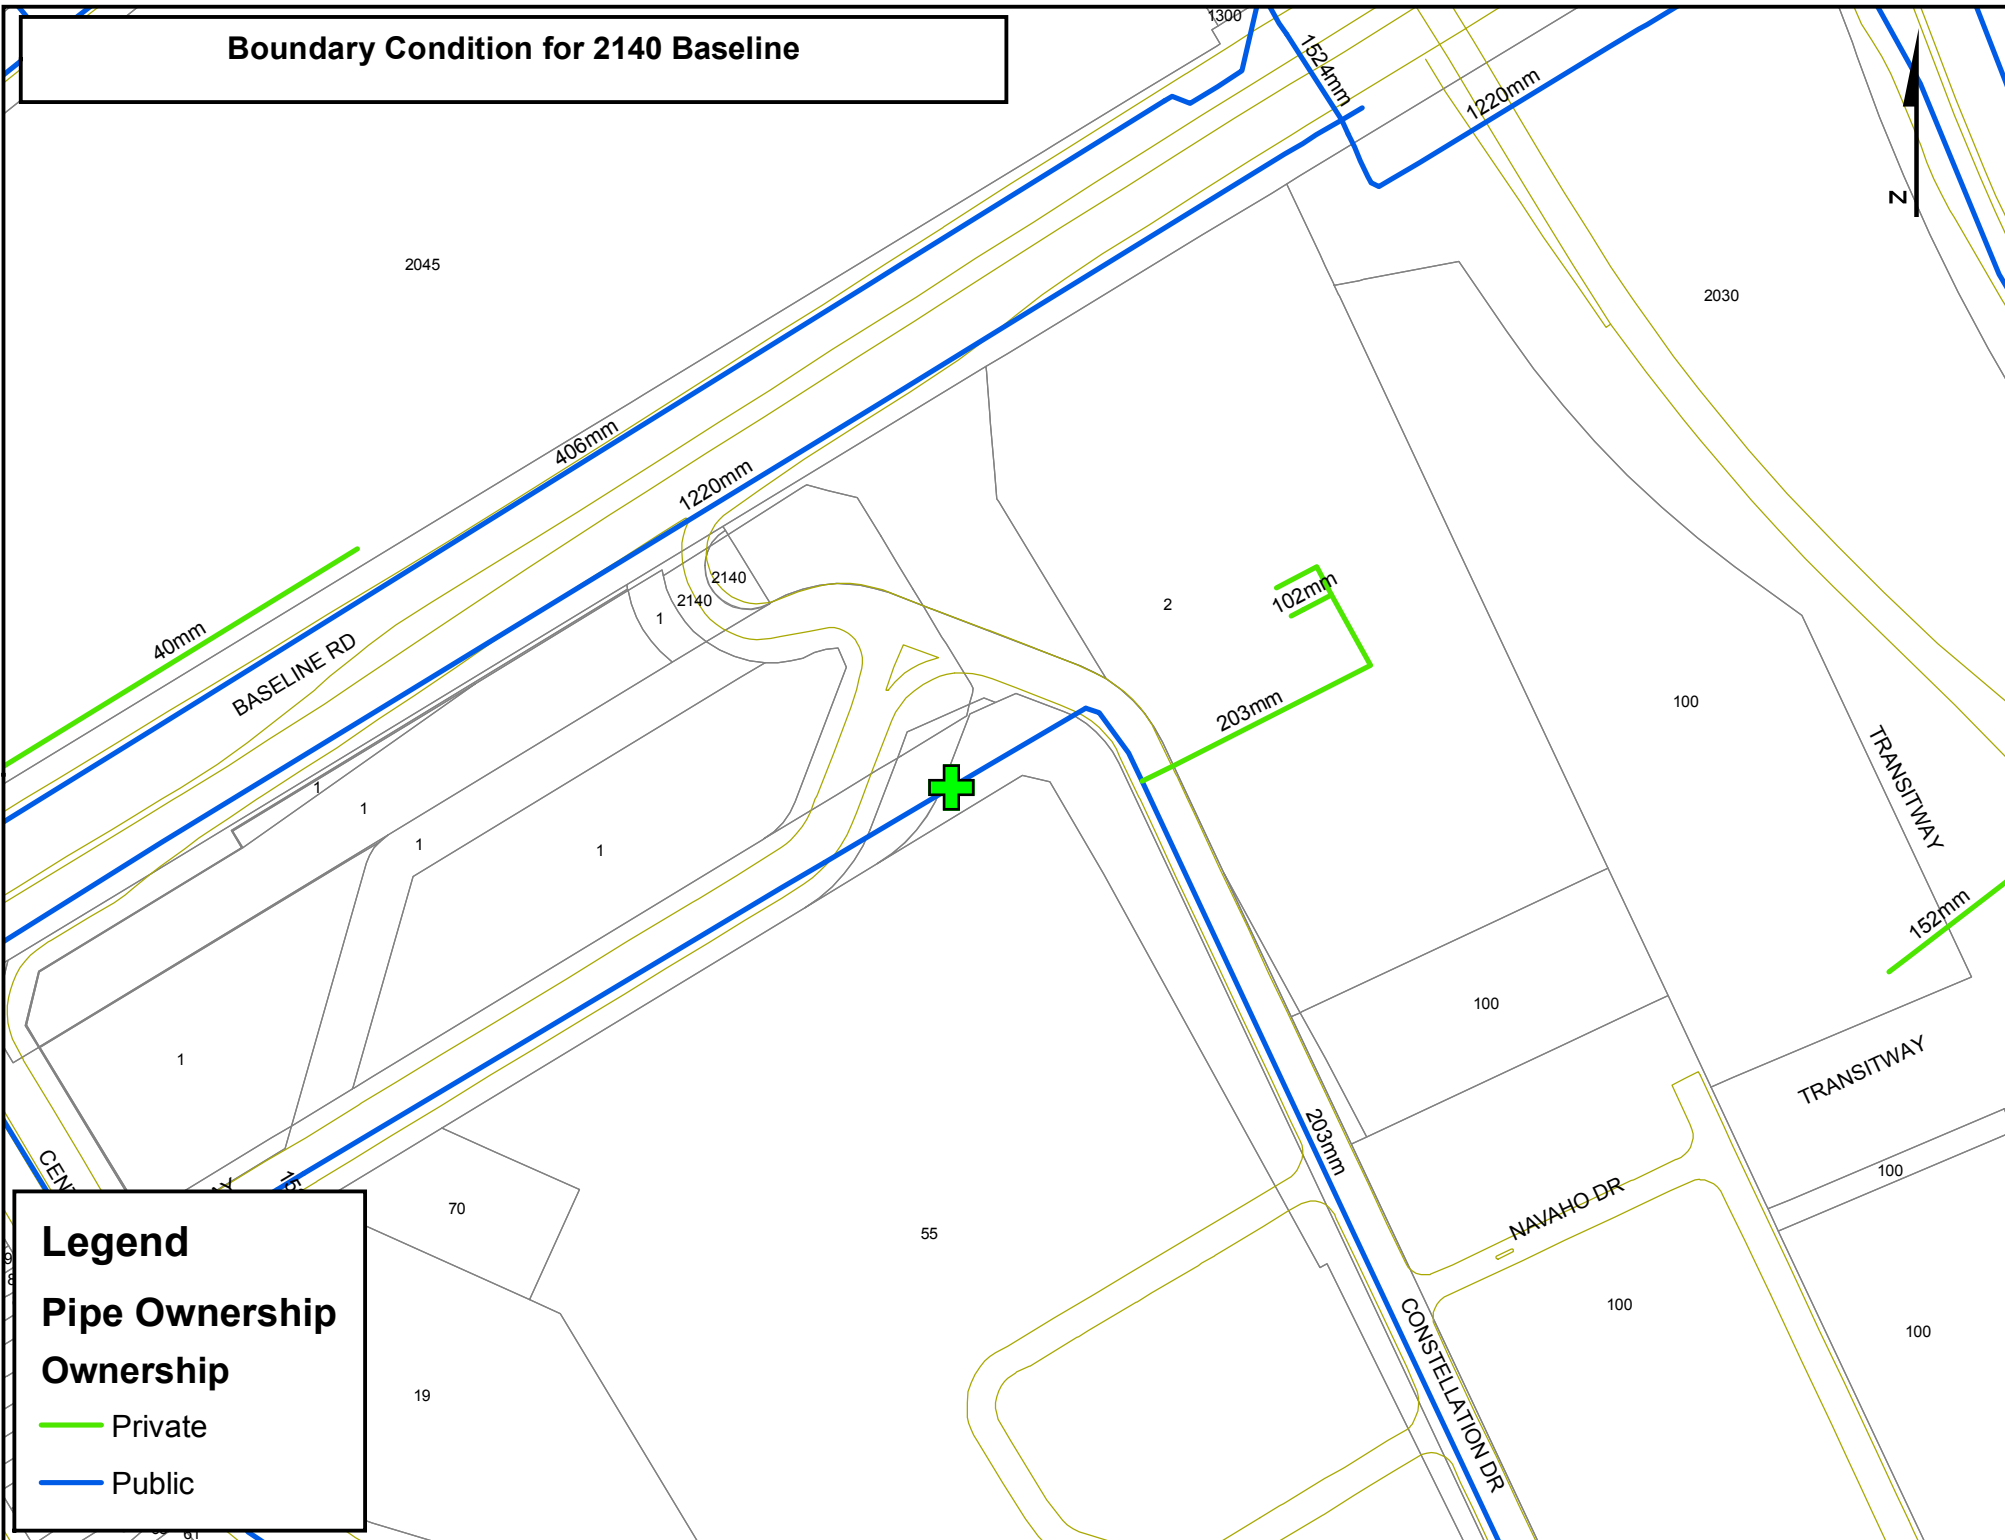 1300
Boundary Condition for 2140 Baseline
1524mm
1220mm
N
2045
2030
406mm
1220mm
2140
2140
1
2
102mm
40mm
BASELINE RD
203mm
100
TRANSITWAY
1
1
1
1
152mm
100
1
TRANSITWAY
203mm
100
NAVAHO DR
70
55
100
CONSTELLATION DR
100
19
Legend
Pipe Ownership
Ownership
Private
Public